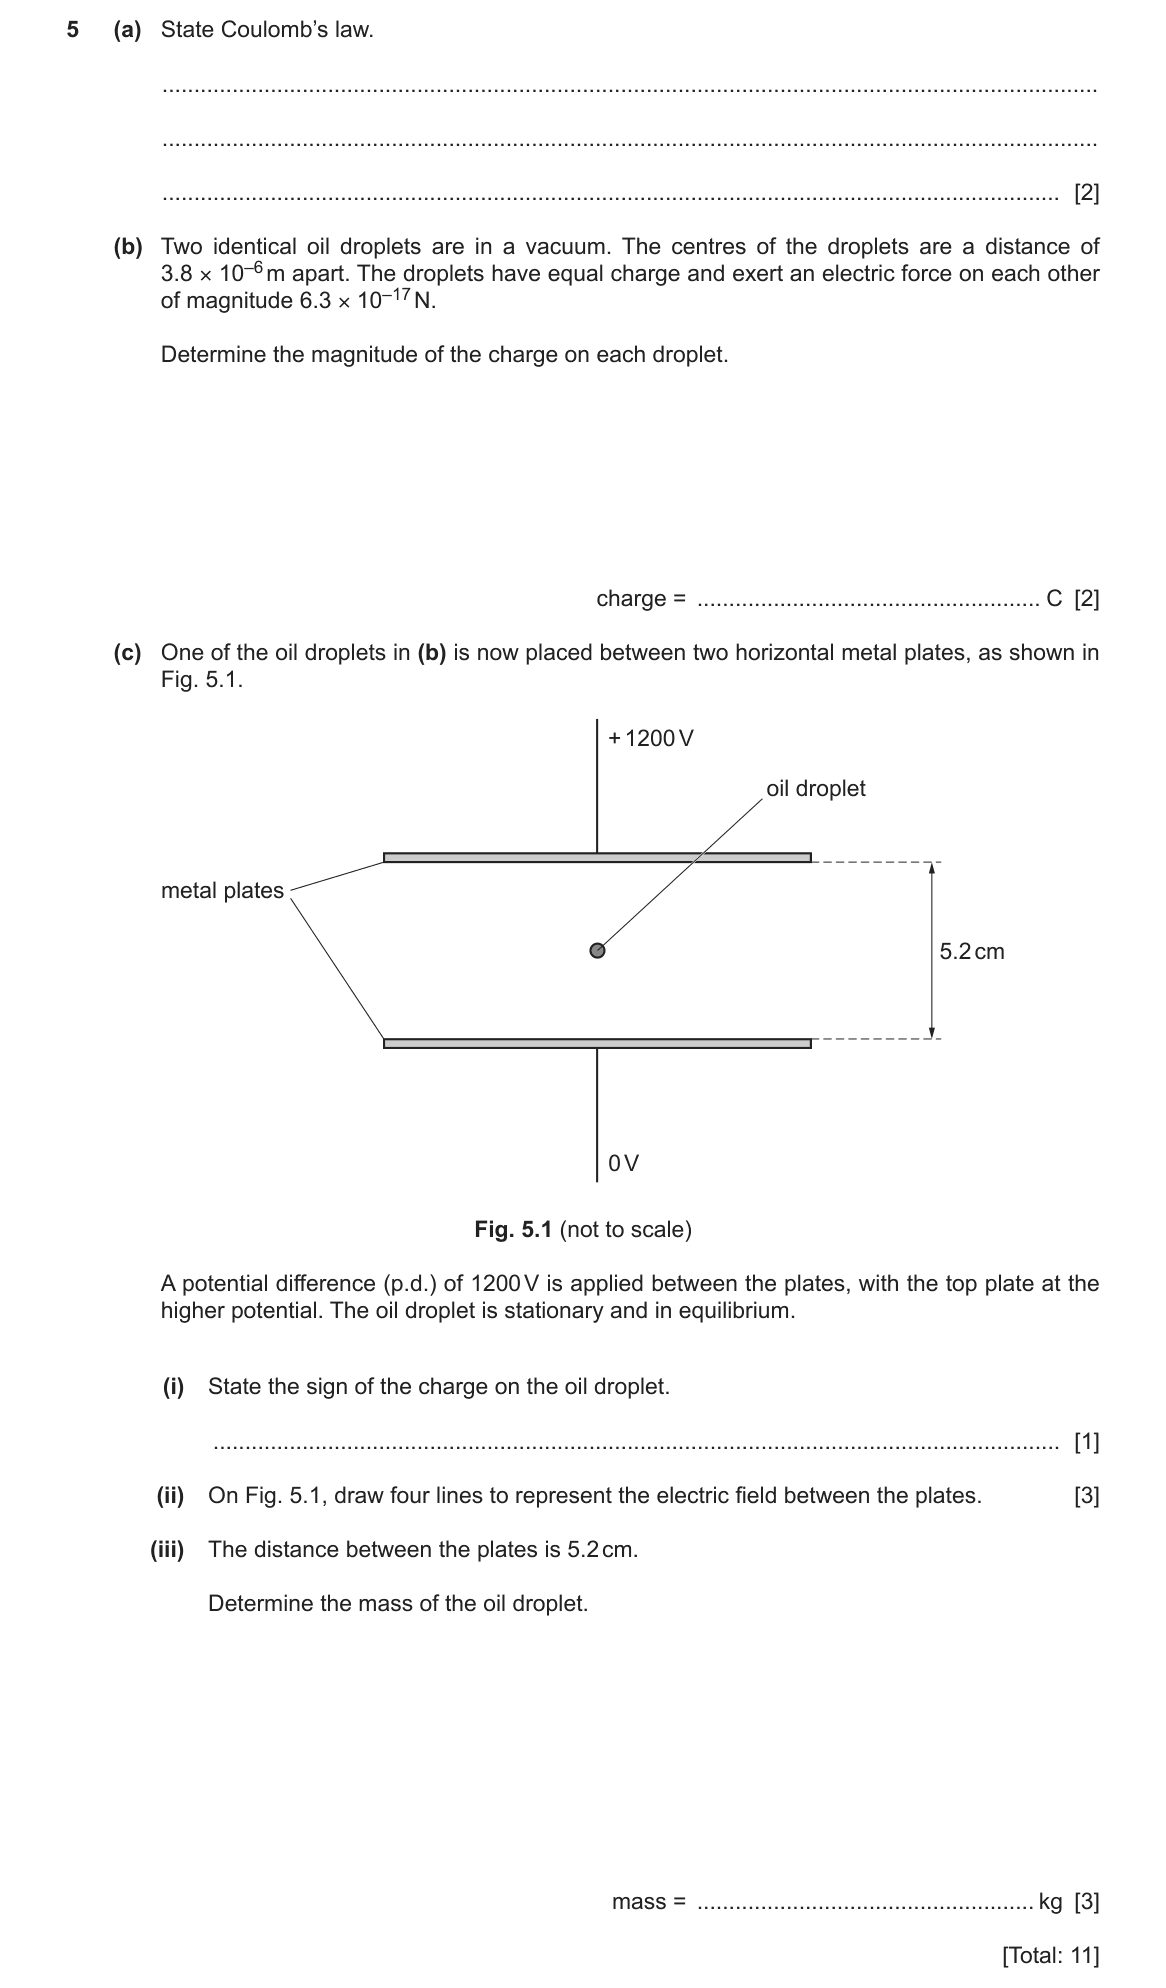 5 (a) State Coulomb's law.
..........................................................................................................................................
..........................................................................................................................................
..................................................................................................................................... [2]
(b) Two identical oil droplets are in a vacuum. The centres of the droplets are a distance of
3.8 × 10⁻⁶ m apart. The droplets have equal charge and exert an electric force on each other
of magnitude 6.3 × 10⁻¹⁷ N.
Determine the magnitude of the charge on each droplet.
charge = ...................................................... C [2]
(c) One of the oil droplets in (b) is now placed between two horizontal metal plates, as shown in
Fig. 5.1.
+1200 V
oil droplet
metal plates
5.2 cm
0 V
Fig. 5.1 (not to scale)
A potential difference (p.d.) of 1200 V is applied between the plates, with the top plate at the
higher potential. The oil droplet is stationary and in equilibrium.
(i) State the sign of the charge on the oil droplet.
..................................................................................................................................... [1]
(ii) On Fig. 5.1, draw four lines to represent the electric field between the plates. [3]
(iii) The distance between the plates is 5.2 cm.
Determine the mass of the oil droplet.
mass = ..................................................... kg [3]
[Total: 11]